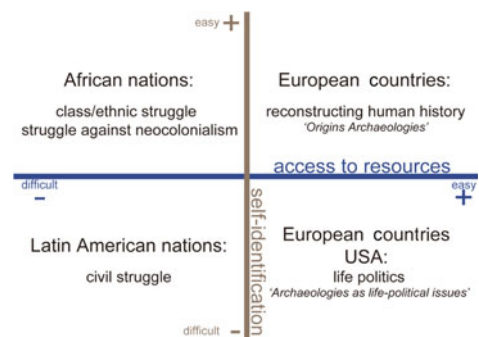 easy +
African nations:
class/ethnic struggle
struggle against neocolonialism
European countries:
reconstructing human history
'Origins Archaeologies'
access to resources
difficult
-
easy
+
self-identification
Latin American nations:
civil struggle
European countries
USA:
life politics
'Archaeologies as life-political issues'
difficult -